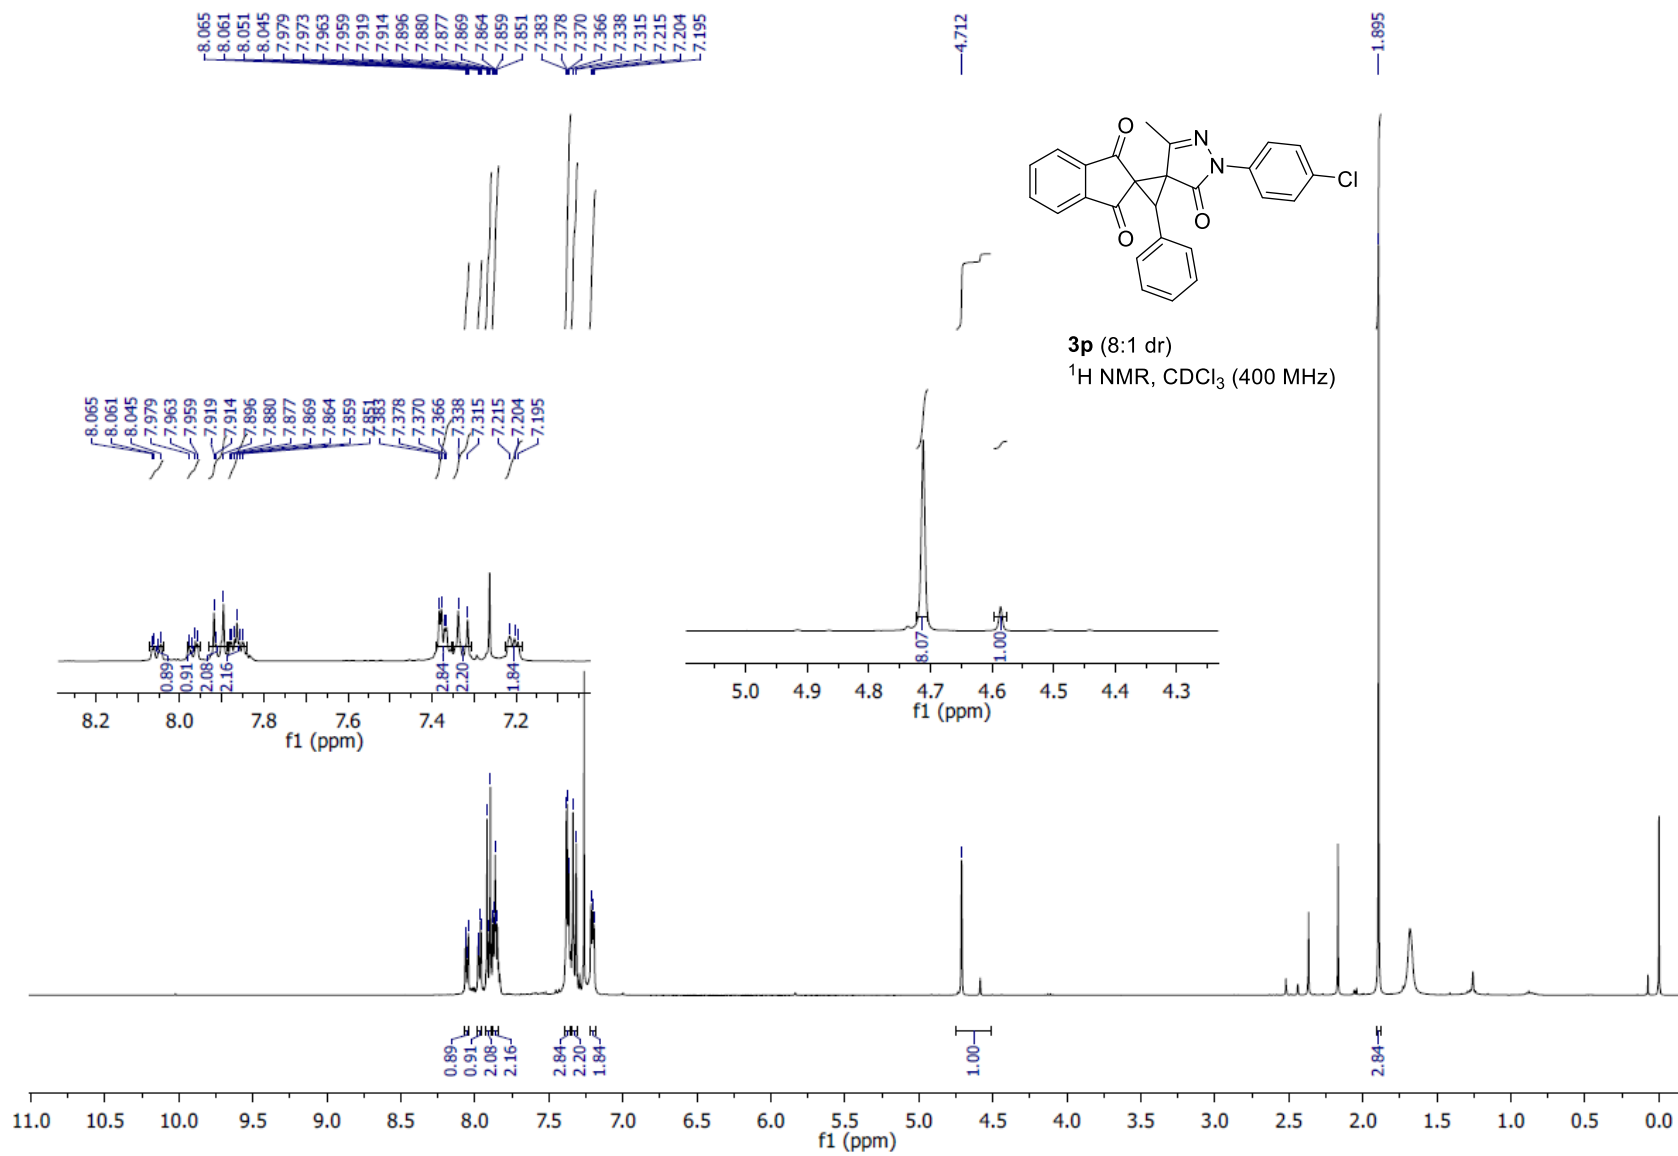 8.065 8.061 8.051 8.045 7.979 7.973 7.963 7.959 7.919 7.914 7.896 7.880 7.877 7.869 7.864 7.859 7.851 7.383 7.378 7.370 7.366 7.338 7.315 7.215 7.204 7.195
4.712
1.895
O
N
N
Cl
O
O
3p (8:1 dr)
¹H NMR, CDCl₃ (400 MHz)
8.065 8.061 8.045 7.979 7.963 7.959 7.919 7.914 7.896 7.880 7.877 7.869 7.864 7.859 7.851 7.383 7.378 7.370 7.366 7.338 7.315 7.215 7.204 7.195
0.89 0.91 2.08 2.16 2.84 2.20 1.84
8.2 8.0 7.8 7.6 7.4 7.2
f1 (ppm)
8.07 1.00
5.0 4.9 4.8 4.7 4.6 4.5 4.4 4.3
f1 (ppm)
0.89 0.91 2.08 2.16 2.84 2.20 1.84 1.00 2.84
11.0 10.5 10.0 9.5 9.0 8.5 8.0 7.5 7.0 6.5 6.0 5.5 5.0 4.5 4.0 3.5 3.0 2.5 2.0 1.5 1.0 0.5 0.0
f1 (ppm)